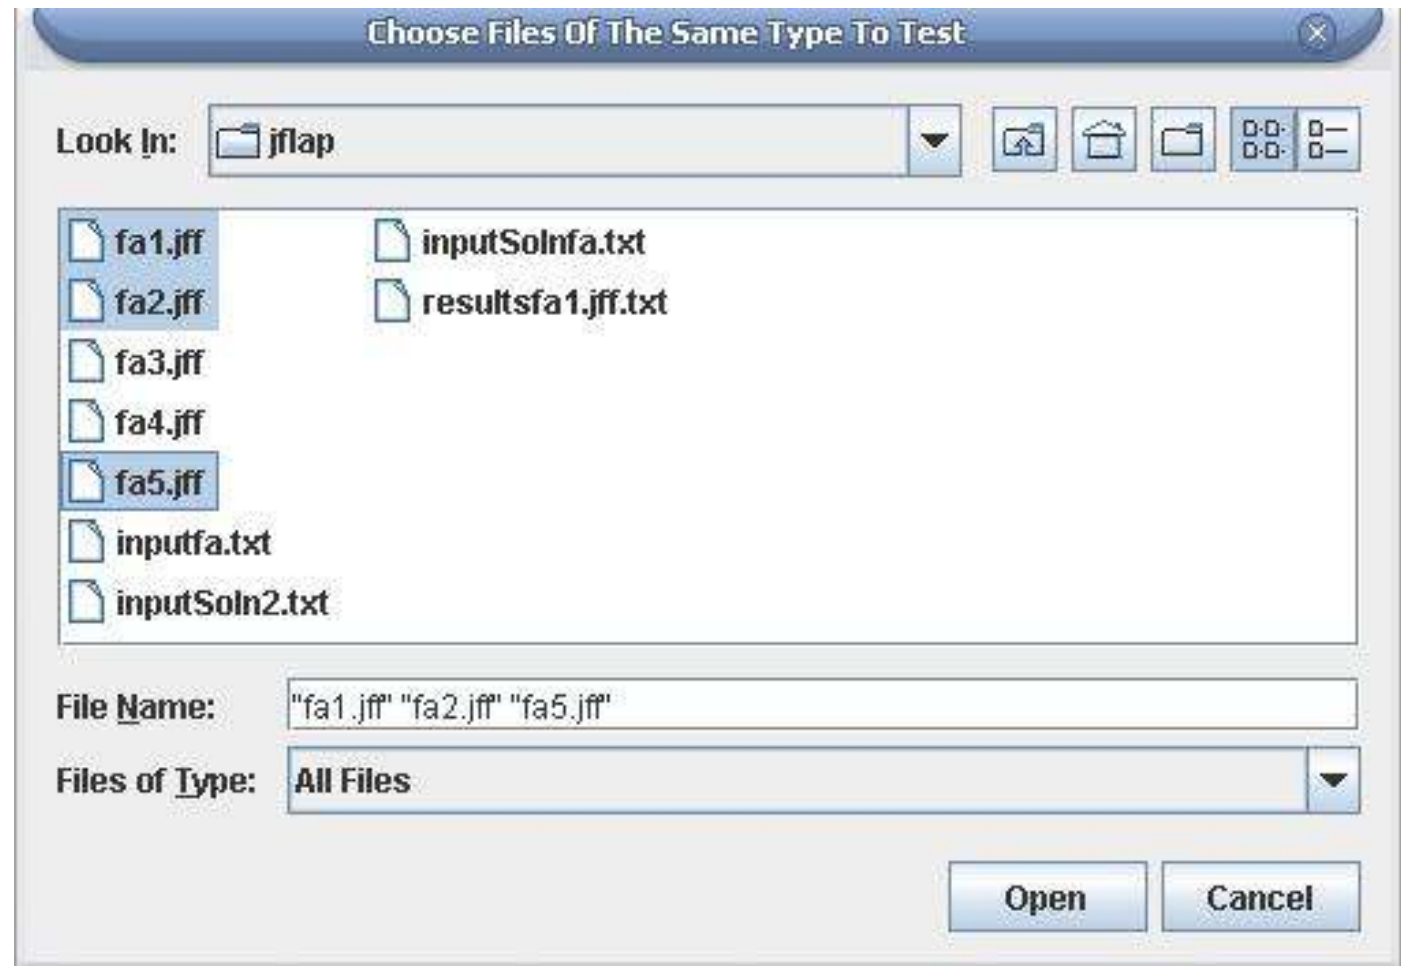 Choose Files Of The Same Type To Test
Look In: jflap
fa1.jff
fa2.jff
fa3.jff
fa4.jff
fa5.jff
inputfa.txt
inputSoln2.txt
inputSolnfa.txt
resultsfa1.jff.txt
File Name: "fa1.jff" "fa2.jff" "fa5.jff"
Files of Type: All Files
Open Cancel